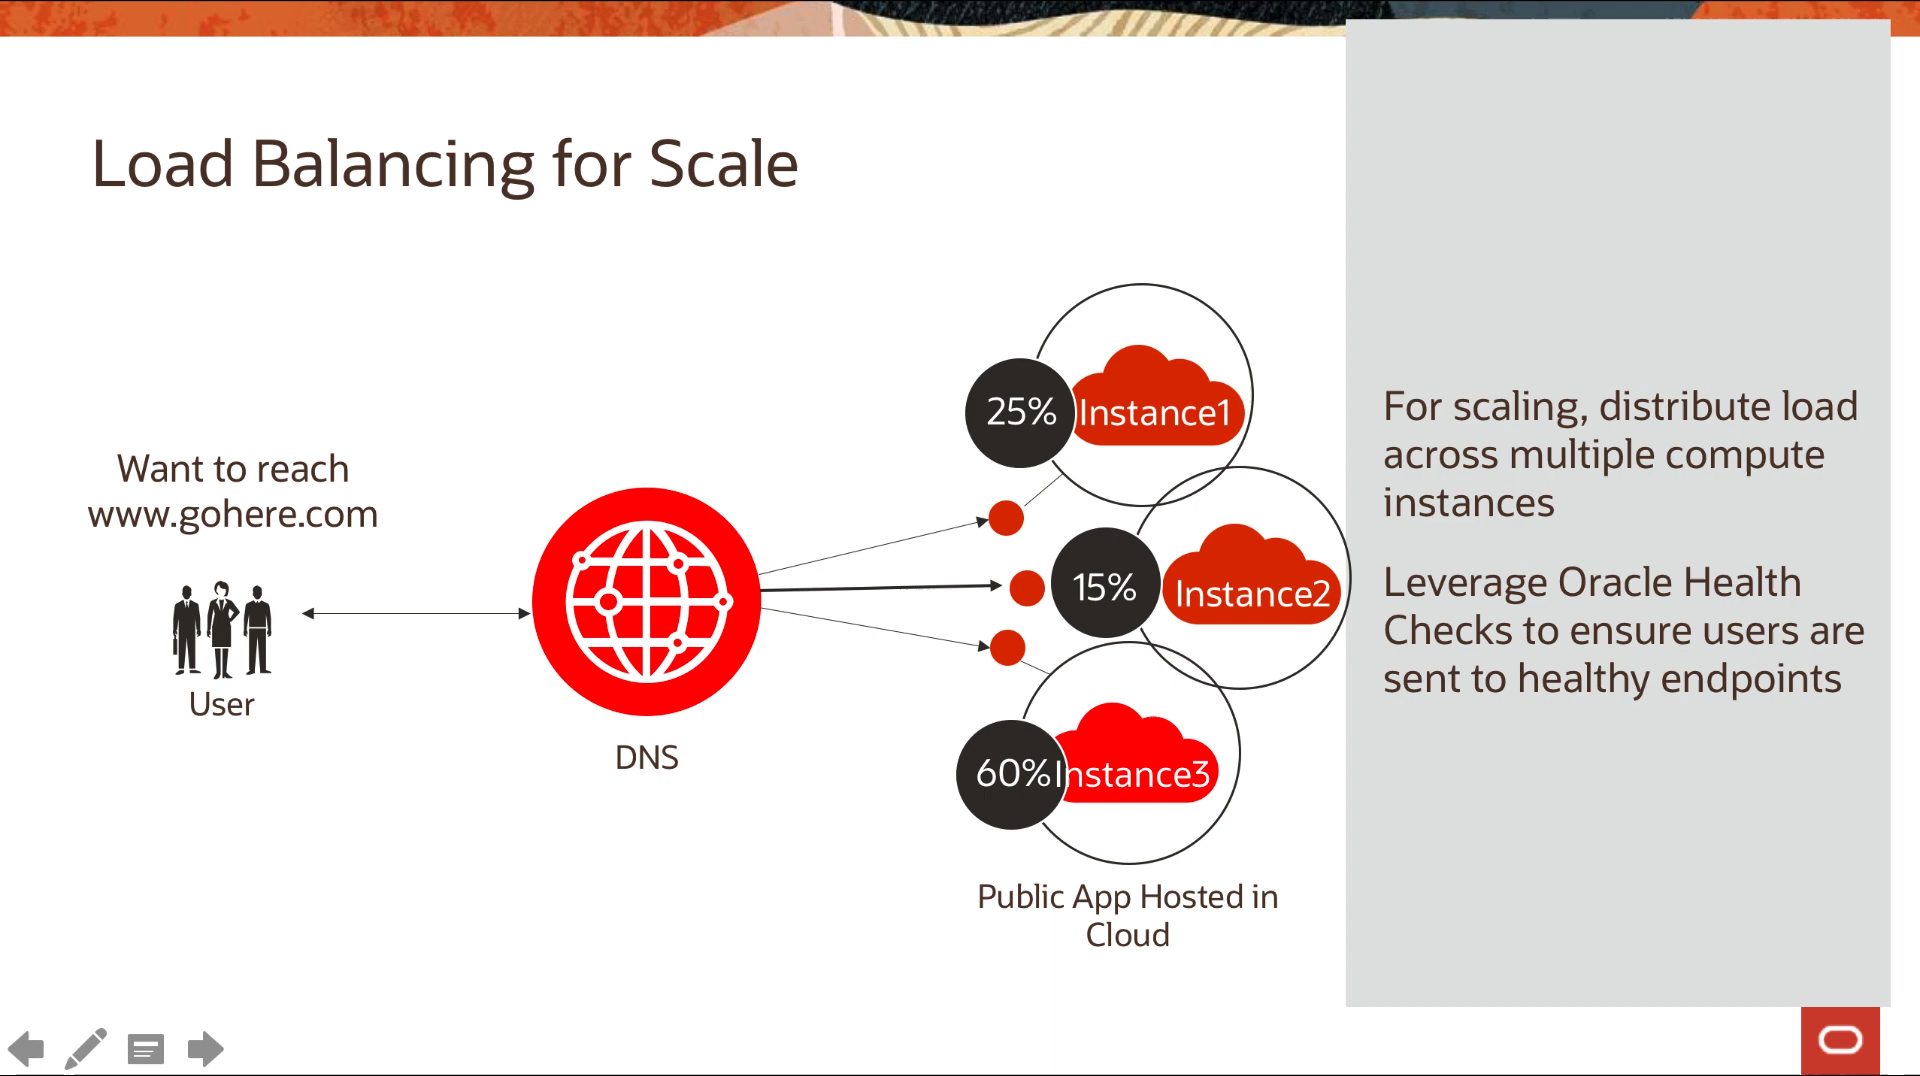 Load Balancing for Scale
Want to reach
www.gohere.com
User
DNS
25%
Instance1
15%
Instance2
60%
Instance3
Public App Hosted in
Cloud
For scaling, distribute load
across multiple compute
instances
Leverage Oracle Health
Checks to ensure users are
sent to healthy endpoints